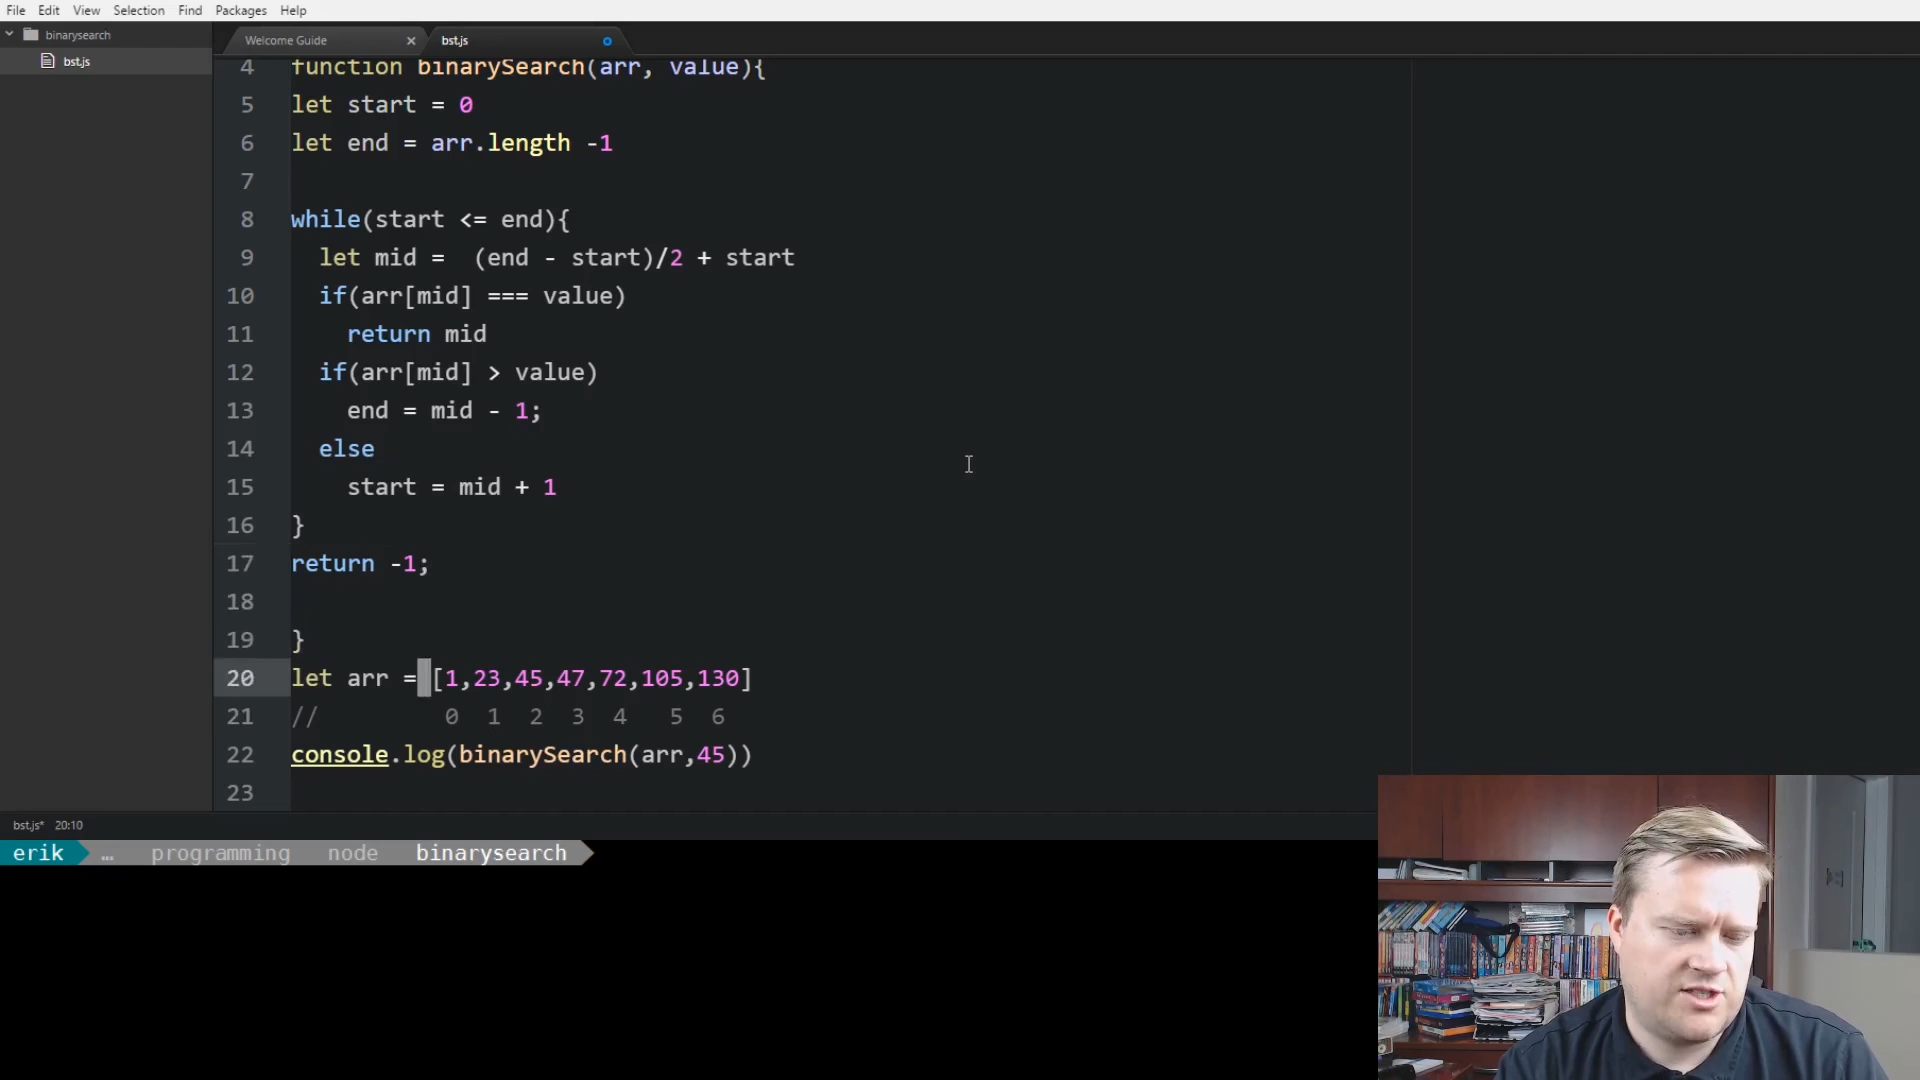 File Edit View Selection Find Packages Help
binarysearch
bst.js
Welcome Guide
bst.js
4 function binarySearch(arr, value){
5 let start = 0
6 let end = arr.length -1
7
8 while(start <= end){
9 let mid =  (end - start)/2 + start
10 if(arr[mid] === value)
11 return mid
12 if(arr[mid] > value)
13 end = mid - 1;
14 else
15 start = mid + 1
16 }
17 return -1;
18
19 }
20 let arr = [1,23,45,47,72,105,130]
21 // 0 1 2 3 4 5 6
22 console.log(binarySearch(arr,45))
23
bst.js* 20:10
erik … programming node binarysearch